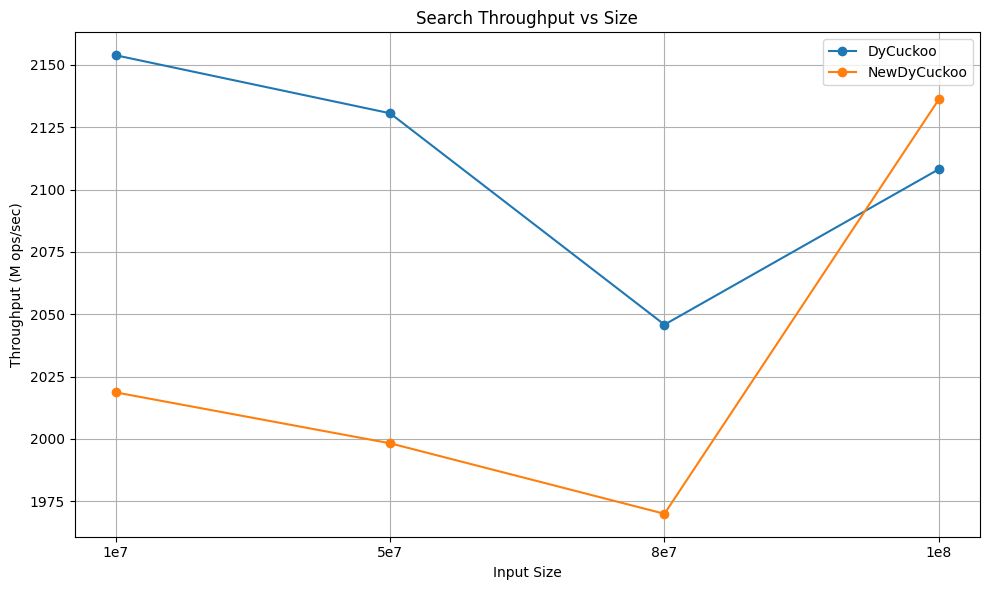 Search Throughput vs Size
DyCuckoo
NewDyCuckoo
Throughput (M ops/sec)
2150
2125
2100
2075
2050
2025
2000
1975
1e7
5e7
8e7
1e8
Input Size